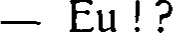 — Eu ! ?